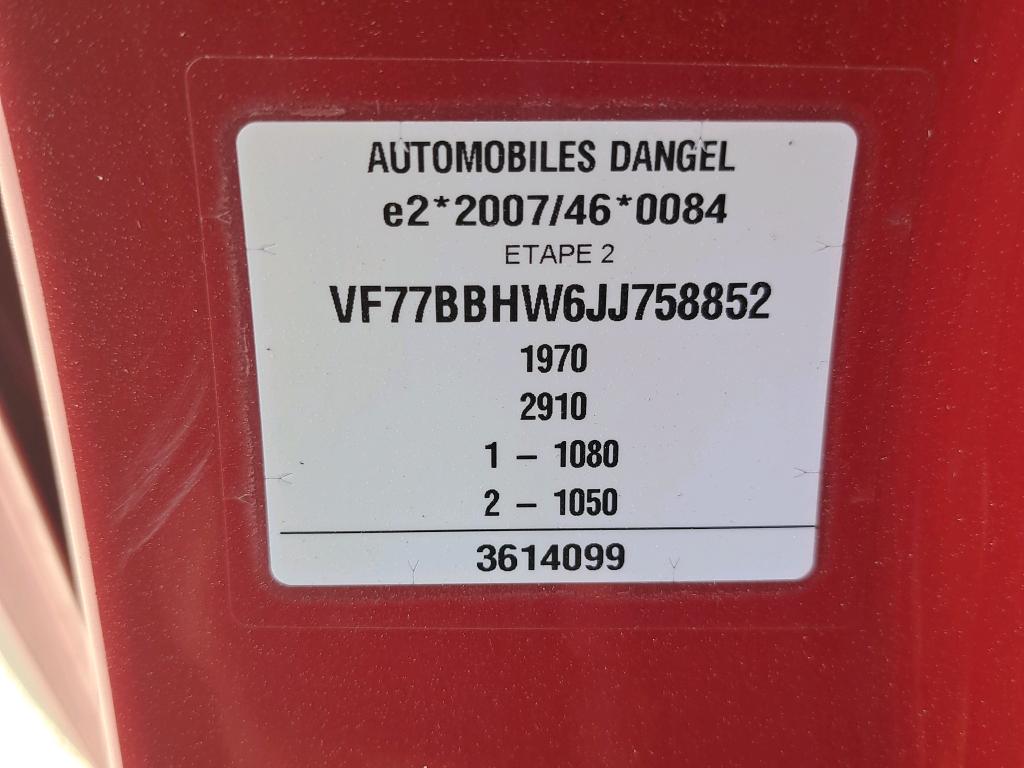 AUTOMOBILES DANGEL
e2*2007/46*0084
ETAPE 2
VF77BBHW6JJ758852
1970
2910
1 – 1080
2 – 1050
3614099